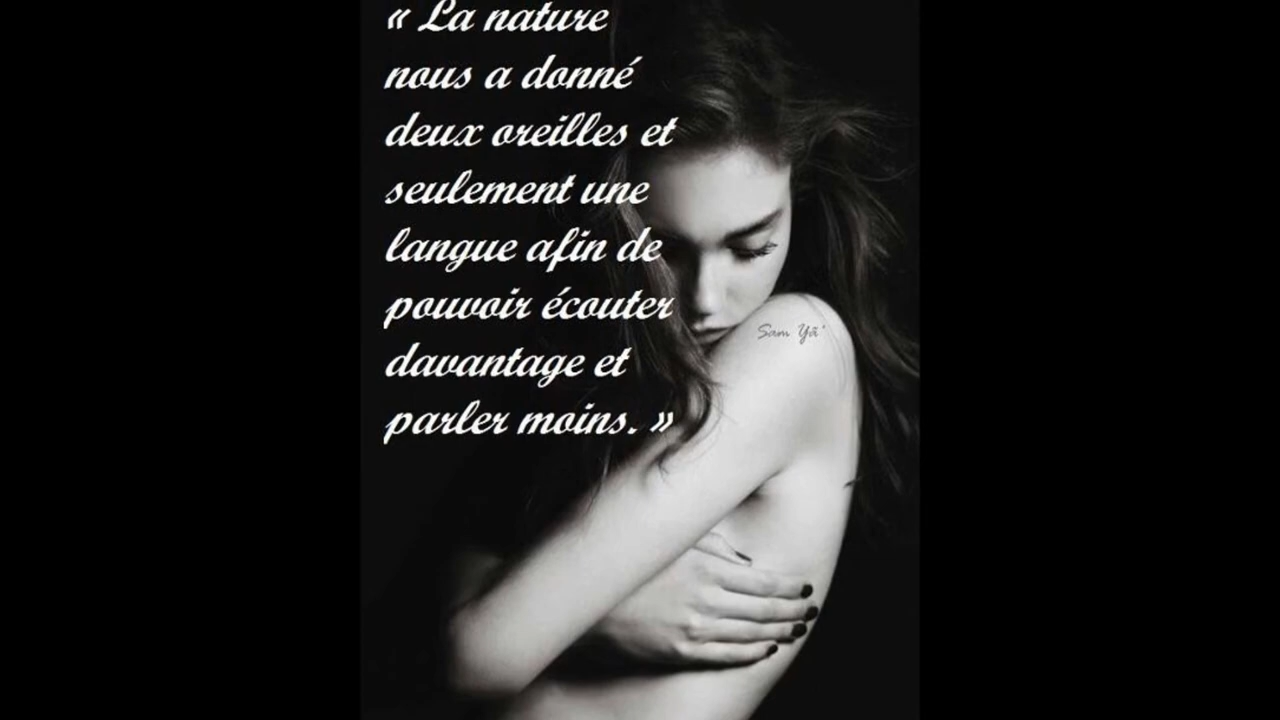 « La nature
nous a donné
deux oreilles et
seulement une
langue afin de
pouvoir écouter
davantage et
parler moins. »
Sam Yã'